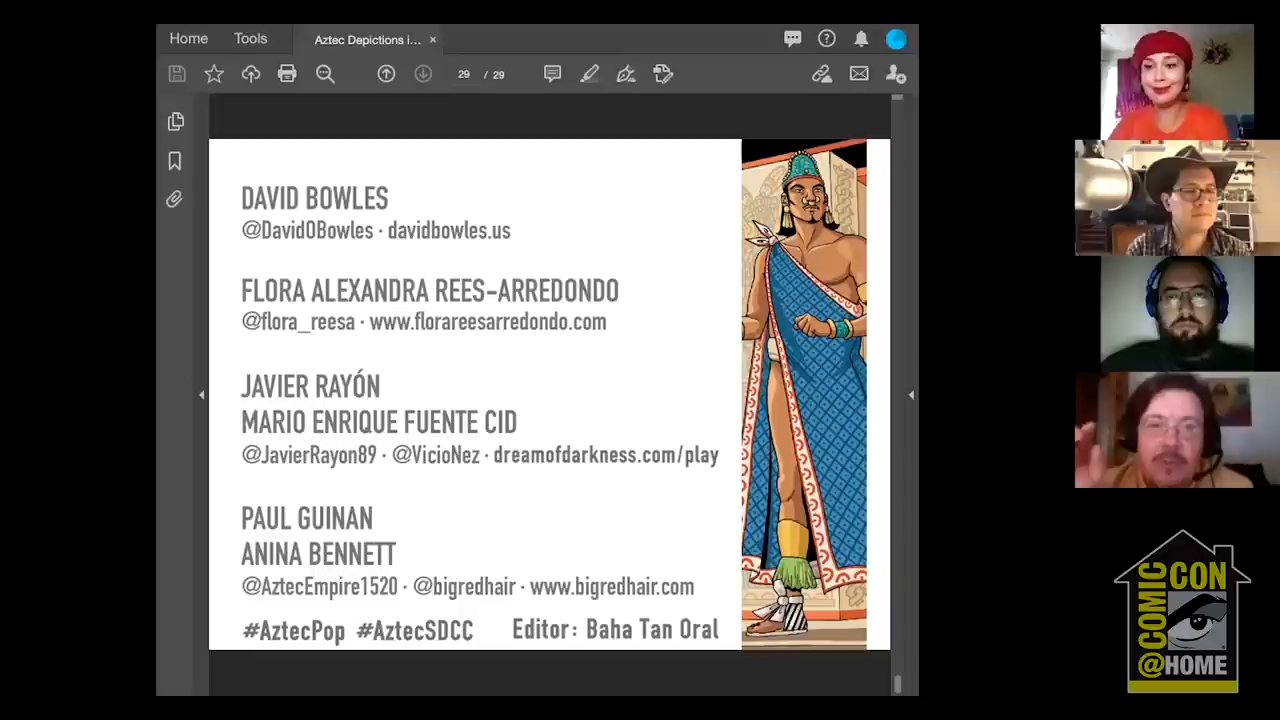 Home Tools Aztec Depictions i... ×
29 / 29
DAVID BOWLES
@DavidOBowles · davidbowles.us
FLORA ALEXANDRA REES-ARREDONDO
@flora_reesa · www.florareesarredondo.com
JAVIER RAYÓN
MARIO ENRIQUE FUENTE CID
@JavierRayon89 · @VicioNez · dreamofdarkness.com/play
PAUL GUINAN
ANINA BENNETT
@AztecEmpire1520 · @bigredhair · www.bigredhair.com
#AztecPop #AztecSDCC Editor: Baha Tan Oral
COMIC CON
@HOME